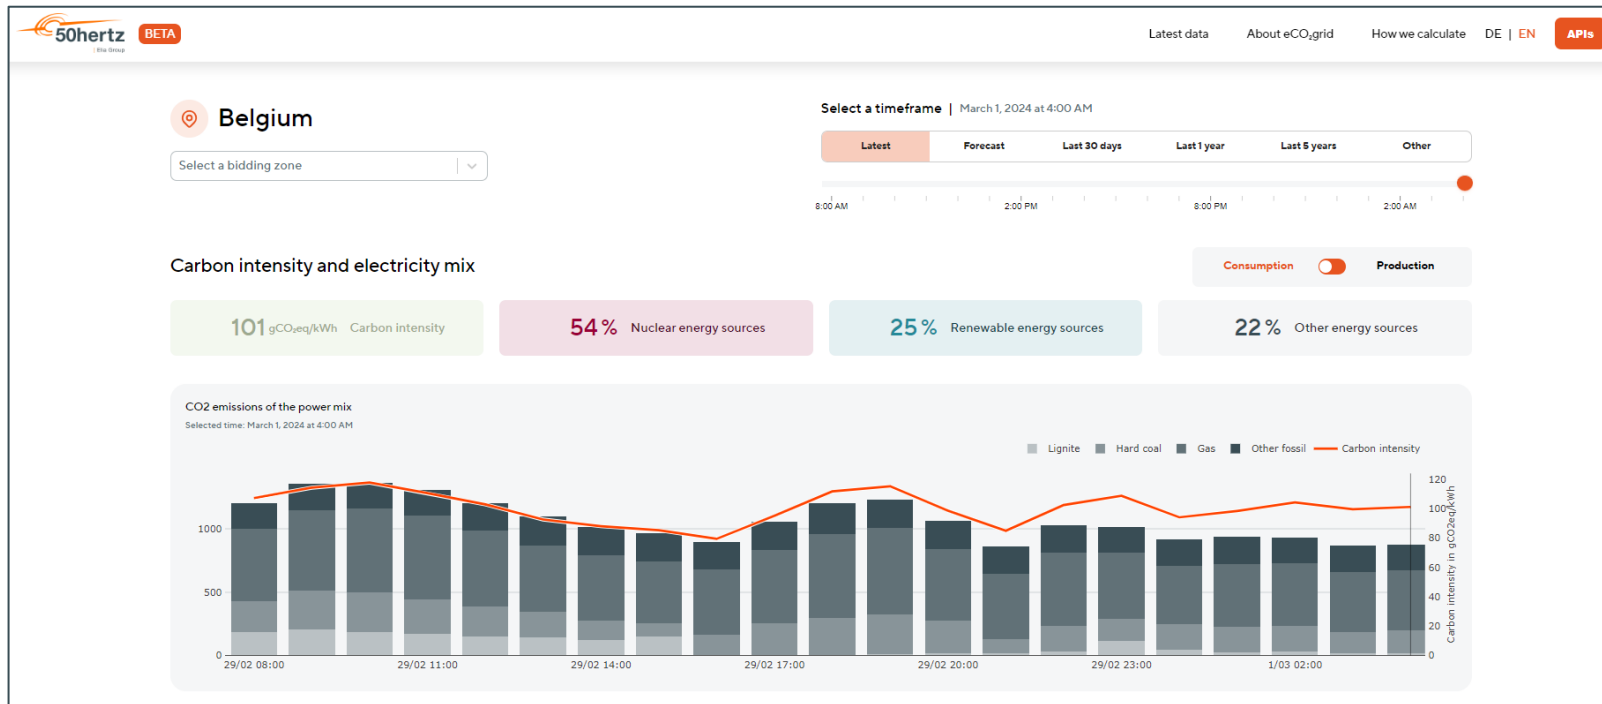 50hertz BETA Latest data About eCO₂grid How we calculate DE | EN APIs
Elia Group
Belgium
Select a bidding zone
Select a timeframe | March 1, 2024 at 4:00 AM
Latest Forecast Last 30 days Last 1 year Last 5 years Other
8:00 AM 2:00 PM 8:00 PM 2:00 AM
Carbon intensity and electricity mix
Consumption Production
101 gCO₂eq/kWh Carbon intensity
54 % Nuclear energy sources
25 % Renewable energy sources
22 % Other energy sources
CO2 emissions of the power mix
Selected time: March 1, 2024 at 4:00 AM
Lignite Hard coal Gas Other fossil Carbon intensity
1000
500
0
120
100
80
60
40
20
0
Carbon intensity in gCO2eq/kWh
29/02 08:00 29/02 11:00 29/02 14:00 29/02 17:00 29/02 20:00 29/02 23:00 1/03 02:00